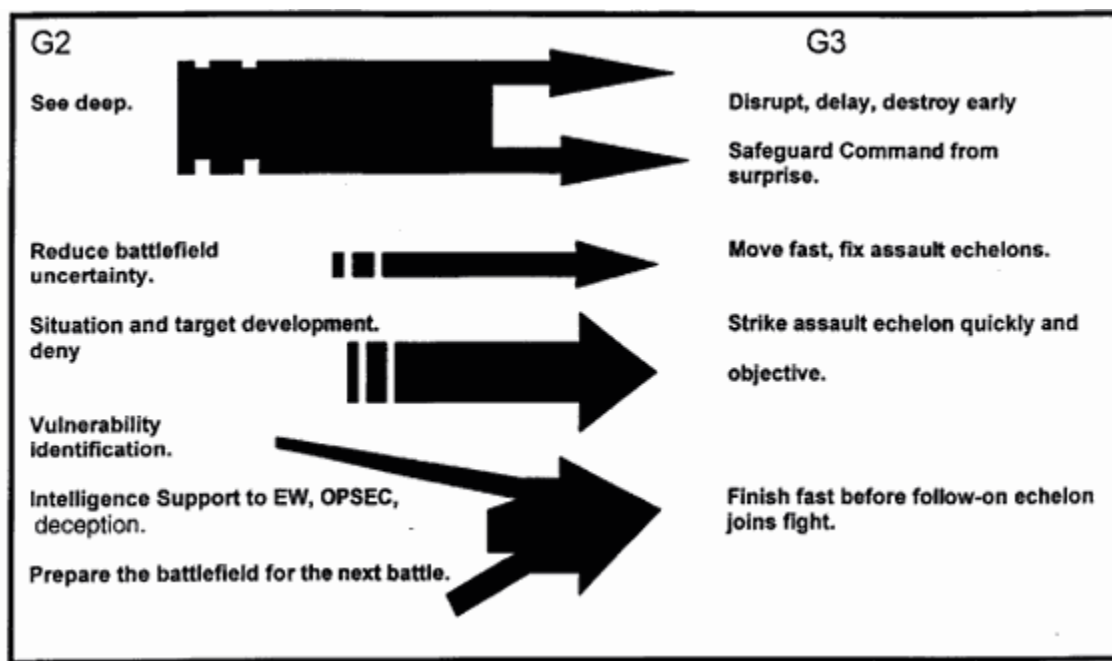 G2
G3
See deep.
Disrupt, delay, destroy early
Safeguard Command from
surprise.
Reduce battlefield
uncertainty.
Move fast, fix assault echelons.
Situation and target development.
deny
Strike assault echelon quickly and
objective.
Vulnerability
identification.
Intelligence Support to EW, OPSEC,
deception.
Finish fast before follow-on echelon
joins fight.
Prepare the battlefield for the next battle.